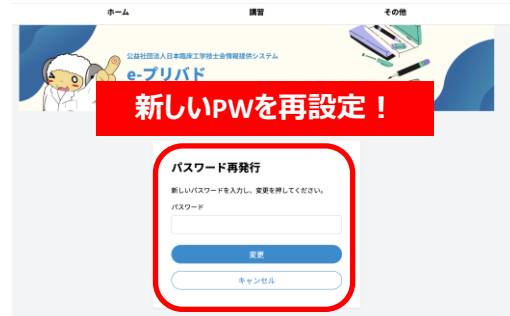 ホーム 講習 その他
公益社団法人日本臨床工学技士会情報提供システム
e-プリバド
新しいPWを再設定！
パスワード再発行
新しいパスワードを入力し、変更を押してください。
パスワード
変更
キャンセル